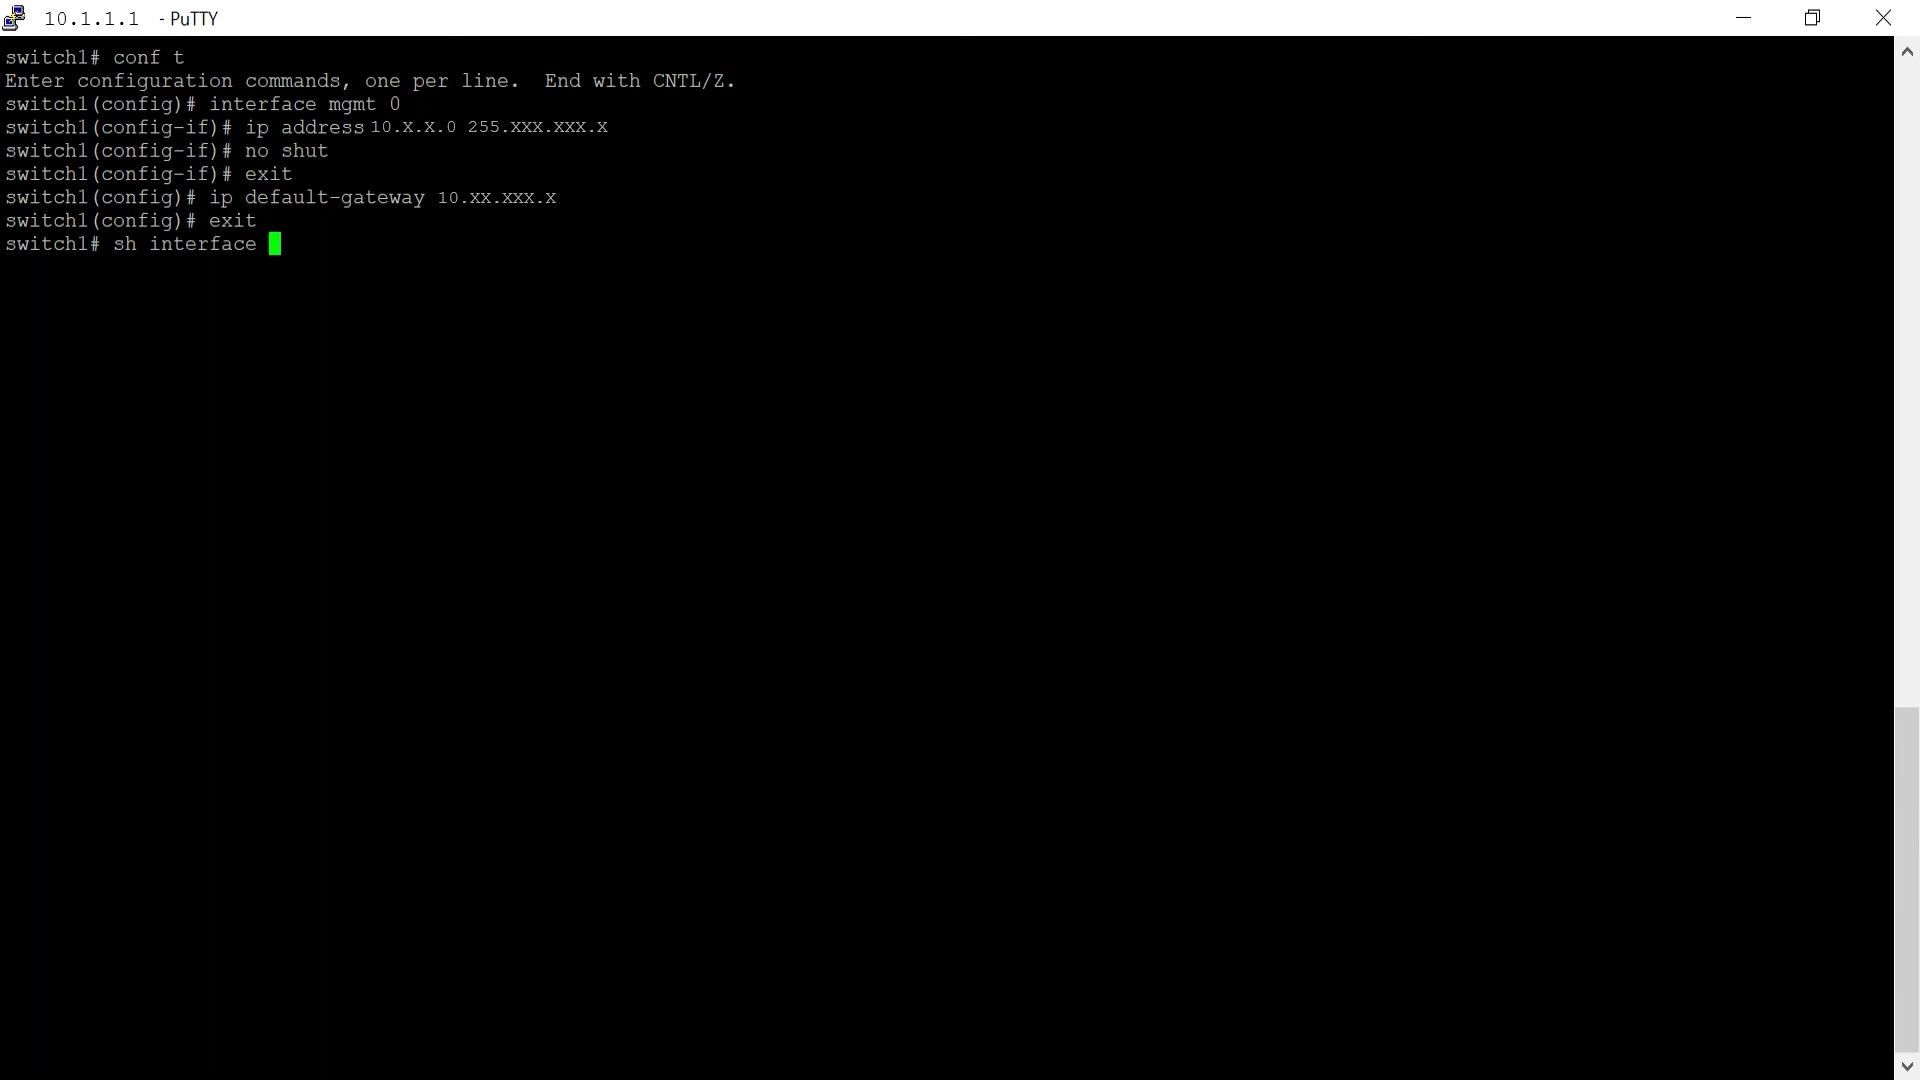 10.1.1.1 - PuTTY
switch1# conf t
Enter configuration commands, one per line.  End with CNTL/Z.
switch1(config)# interface mgmt 0
switch1(config-if)# ip address 10.X.X.0 255.XXX.XXX.X
switch1(config-if)# no shut
switch1(config-if)# exit
switch1(config)# ip default-gateway 10.XX.XXX.X
switch1(config)# exit
switch1# sh interface